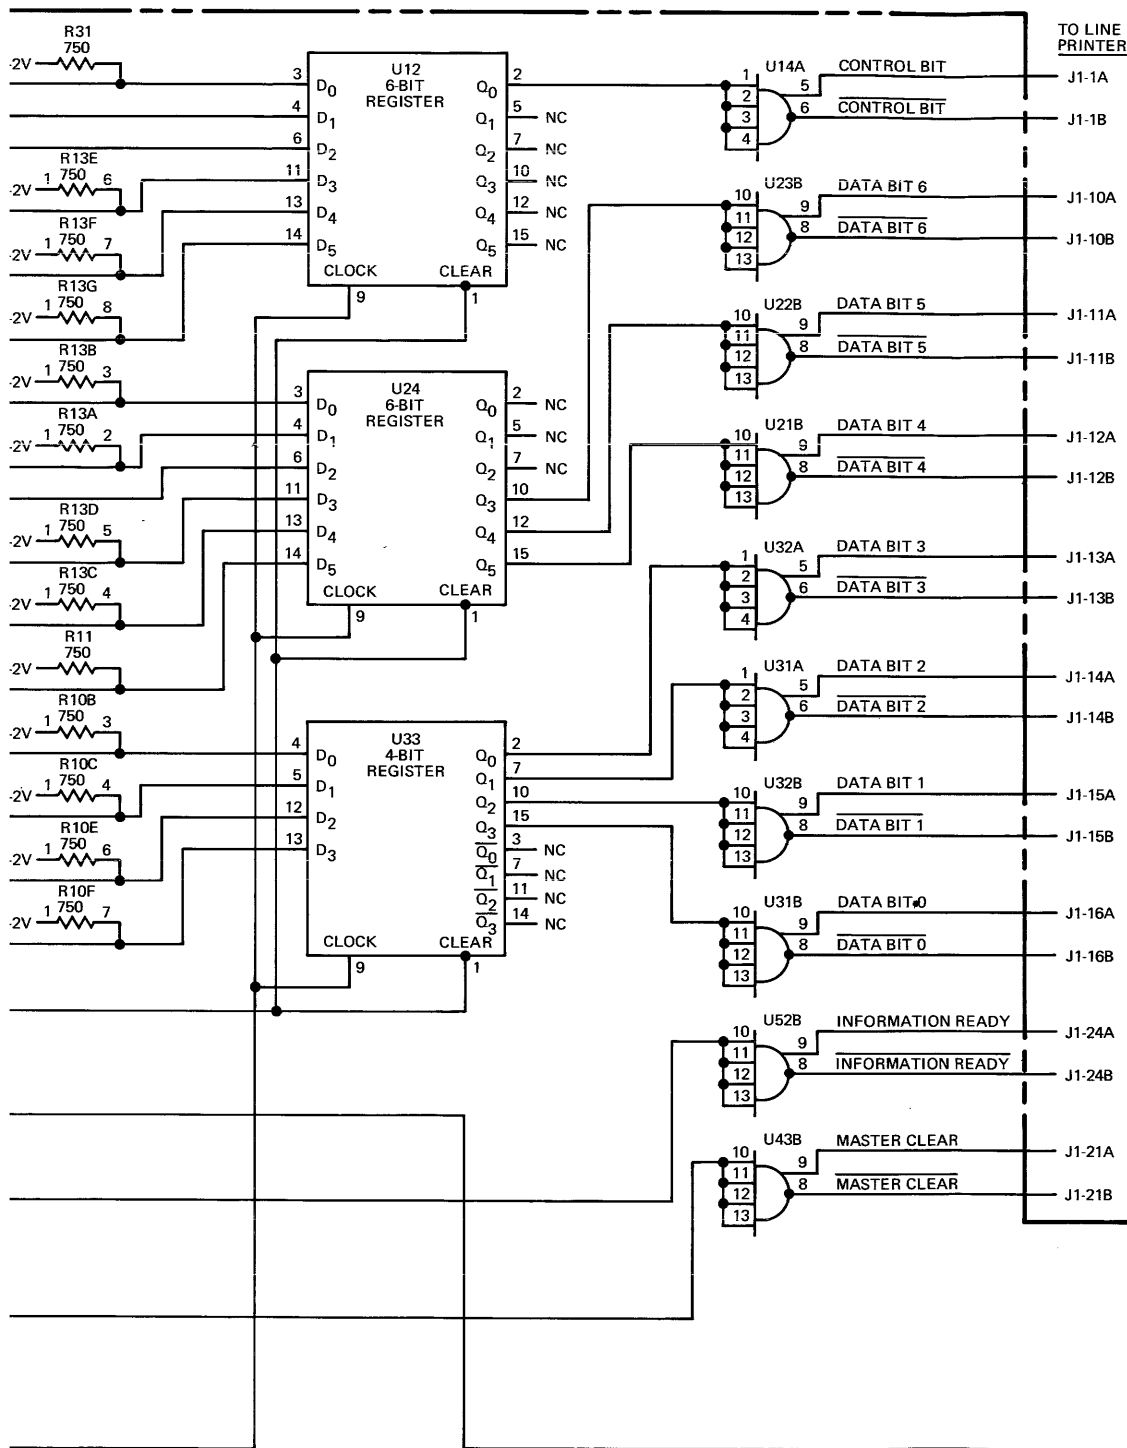 TO LINE
PRINTER
R31
750
-2V
U12
6-BIT
REGISTER
3 D0
4 D1
6 D2
11 D3
13 D4
14 D5
Q0 2
Q1 5 NC
Q2 7 NC
Q3 10 NC
Q4 12 NC
Q5 15 NC
CLOCK
CLEAR
9
1
R13E
750
-2V 1 6
R13F
750
-2V 1 7
R13G
750
-2V 1 8
R13B
750
-2V 1 3
R13A
750
-2V 1 2
R13D
750
-2V 1 5
R13C
750
-2V 1 4
R11
750
-2V
R10B
750
-2V 1 3
R10C
750
-2V 1 4
R10E
750
-2V 1 6
R10F
750
-2V 1 7
U24
6-BIT
REGISTER
3 D0
4 D1
6 D2
11 D3
13 D4
14 D5
Q0 2 NC
Q1 5 NC
Q2 7 NC
Q3 10
Q4 12
Q5 15
CLOCK
CLEAR
9
1
U33
4-BIT
REGISTER
4 D0
5 D1
12 D2
13 D3
Q0 2
Q1 7
Q2 10
Q3 15
Q0 3 NC
Q1 7 NC
Q2 11 NC
Q3 14 NC
CLOCK
CLEAR
9
1
U14A
1
2
3
4
5 CONTROL BIT J1-1A
6 CONTROL BIT J1-1B
U23B
10
11
12
13
9 DATA BIT 6 J1-10A
8 DATA BIT 6 J1-10B
U22B
10
11
12
13
9 DATA BIT 5 J1-11A
8 DATA BIT 5 J1-11B
U21B
10
11
12
13
9 DATA BIT 4 J1-12A
8 DATA BIT 4 J1-12B
U32A
1
2
3
4
5 DATA BIT 3 J1-13A
6 DATA BIT 3 J1-13B
U31A
1
2
3
4
5 DATA BIT 2 J1-14A
6 DATA BIT 2 J1-14B
U32B
10
11
12
13
9 DATA BIT 1 J1-15A
8 DATA BIT 1 J1-15B
U31B
10
11
12
13
9 DATA BIT 0 J1-16A
8 DATA BIT 0 J1-16B
U52B
10
11
12
13
9 INFORMATION READY J1-24A
8 INFORMATION READY J1-24B
U43B
10
11
12
13
9 MASTER CLEAR J1-21A
8 MASTER CLEAR J1-21B